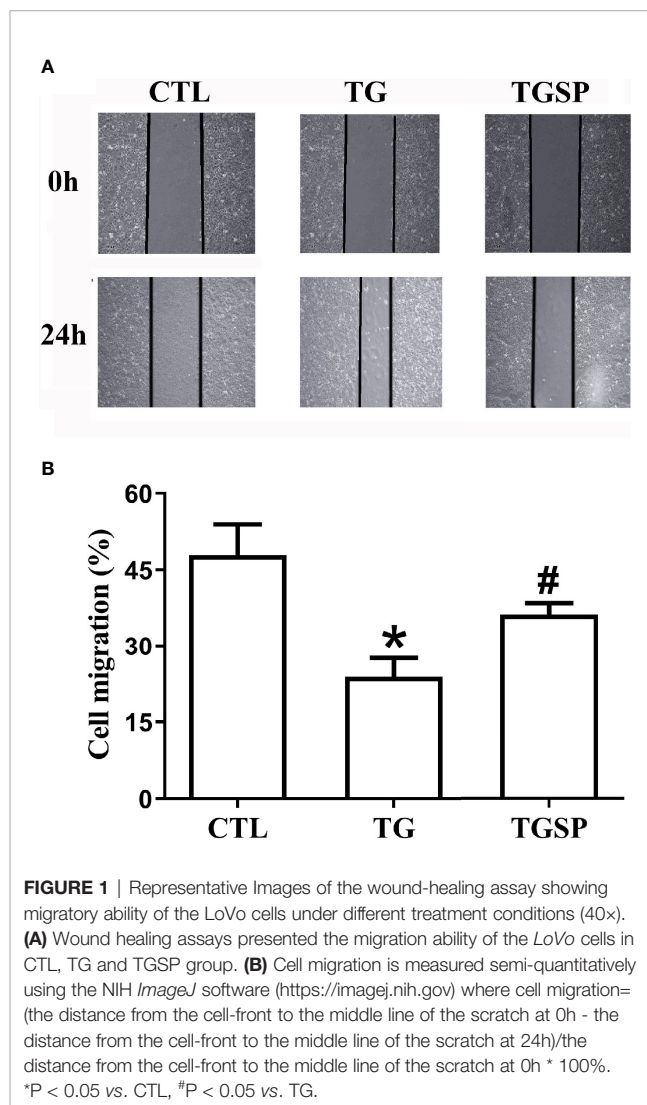 A
CTL TG TGSP
0h
24h
B
60
45
30
15
0
Cell migration (%)
*
#
CTL TG TGSP
FIGURE 1 | Representative Images of the wound-healing assay showing
migratory ability of the LoVo cells under different treatment conditions (40×).
(A) Wound healing assays presented the migration ability of the LoVo cells in
CTL, TG and TGSP group. (B) Cell migration is measured semi-quantitatively
using the NIH ImageJ software (https://imagej.nih.gov) where cell migration=
(the distance from the cell-front to the middle line of the scratch at 0h - the
distance from the cell-front to the middle line of the scratch at 24h)/the
distance from the cell-front to the middle line of the scratch at 0h * 100%.
*P < 0.05 vs. CTL, #P < 0.05 vs. TG.